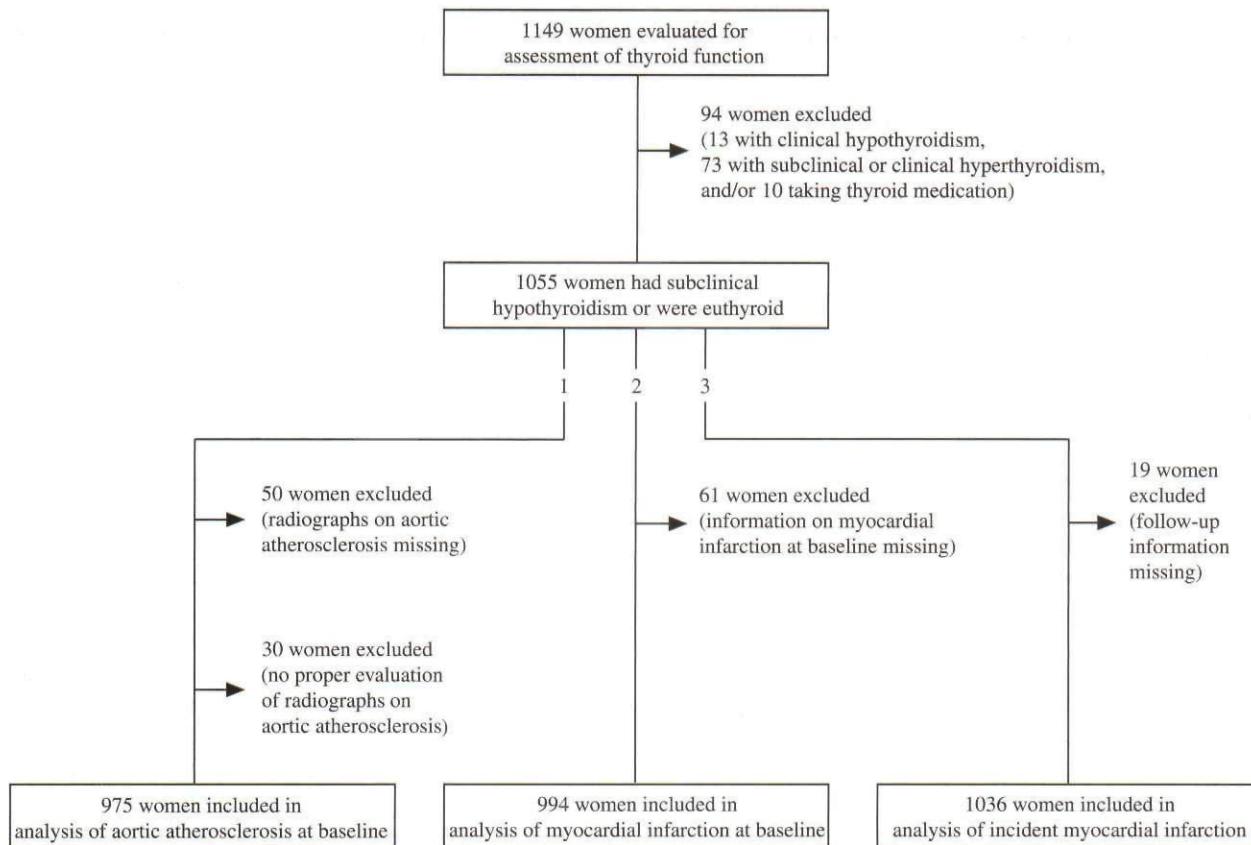 1149 women evaluated for
assessment of thyroid function
94 women excluded
(13 with clinical hypothyroidism,
73 with subclinical or clinical hyperthyroidism,
and/or 10 taking thyroid medication)
1055 women had subclinical
hypothyroidism or were euthyroid
1
2
3
50 women excluded
(radiographs on aortic
atherosclerosis missing)
30 women excluded
(no proper evaluation
of radiographs on
aortic atherosclerosis)
61 women excluded
(information on myocardial
infarction at baseline missing)
19 women
excluded
(follow-up
information
missing)
975 women included in
analysis of aortic atherosclerosis at baseline
994 women included in
analysis of myocardial infarction at baseline
1036 women included in
analysis of incident myocardial infarction